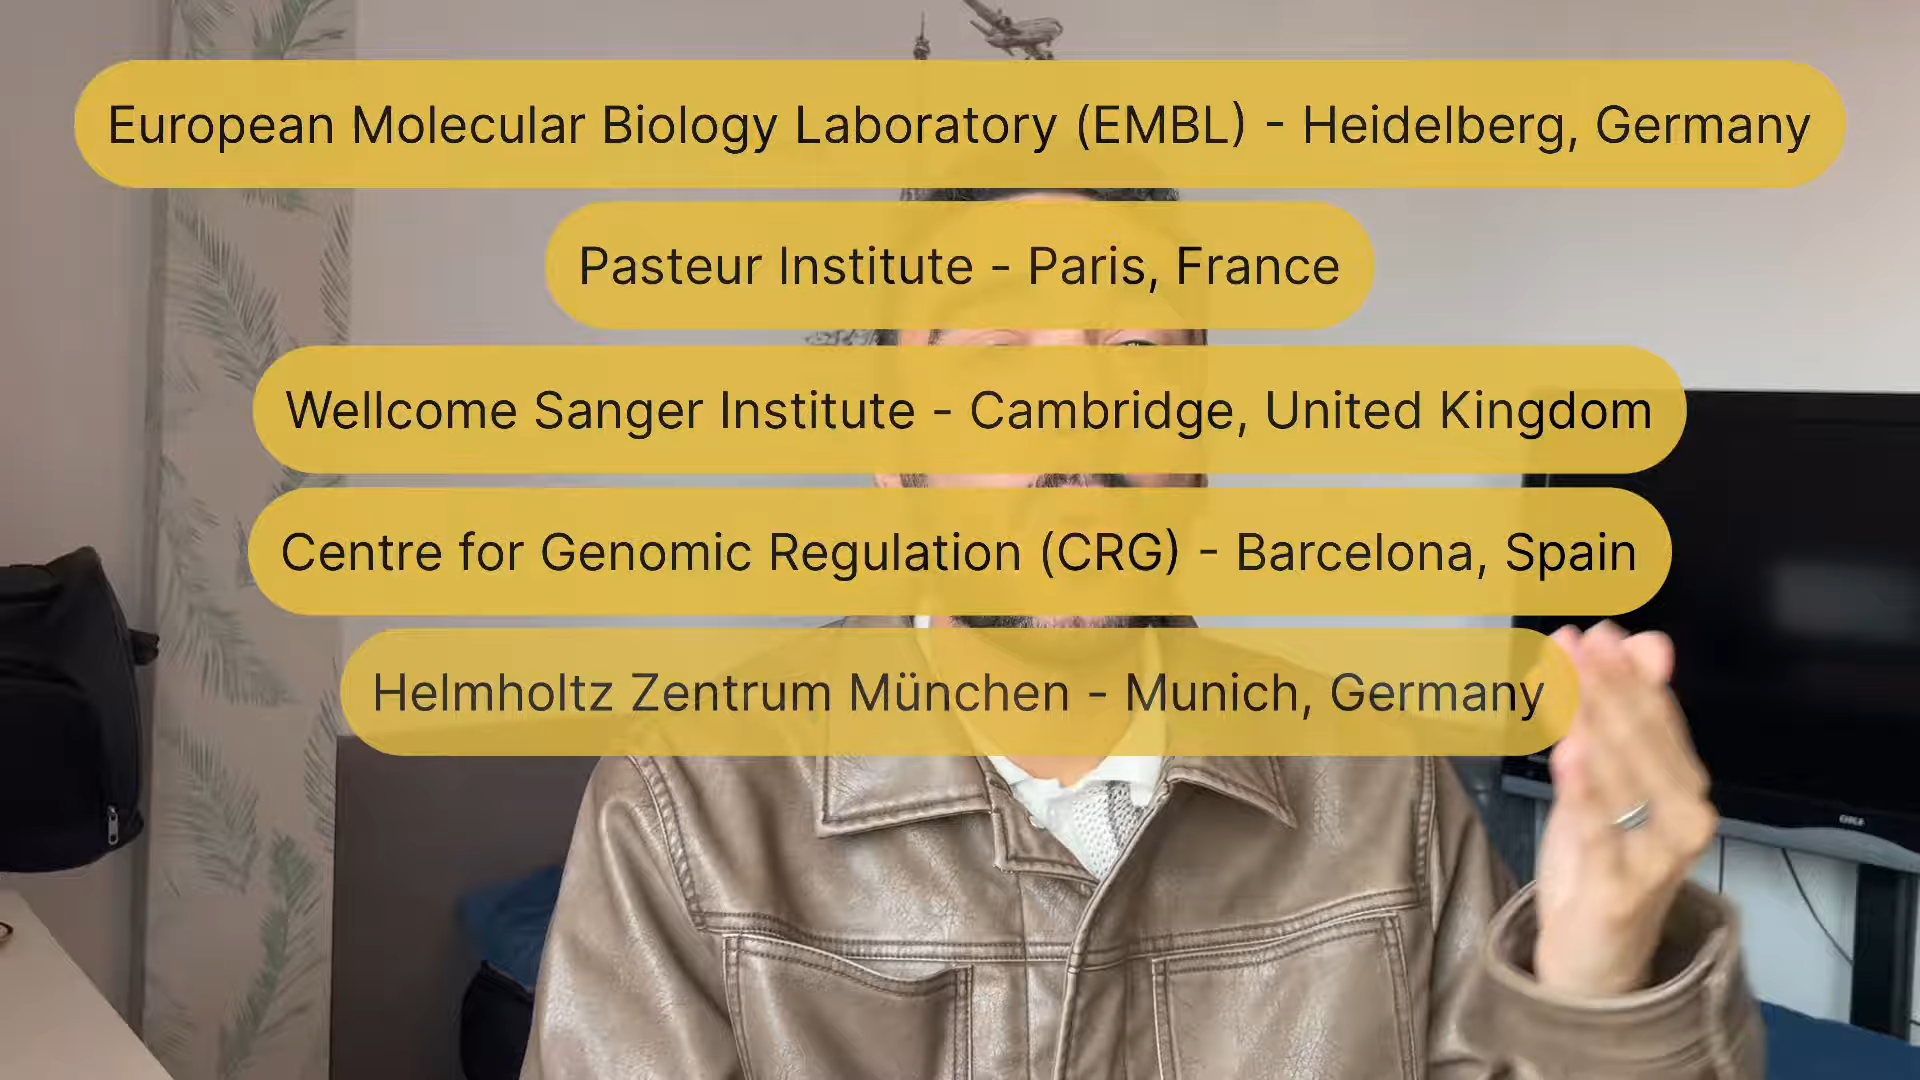 European Molecular Biology Laboratory (EMBL) - Heidelberg, Germany
Pasteur Institute - Paris, France
Wellcome Sanger Institute - Cambridge, United Kingdom
Centre for Genomic Regulation (CRG) - Barcelona, Spain
Helmholtz Zentrum München - Munich, Germany